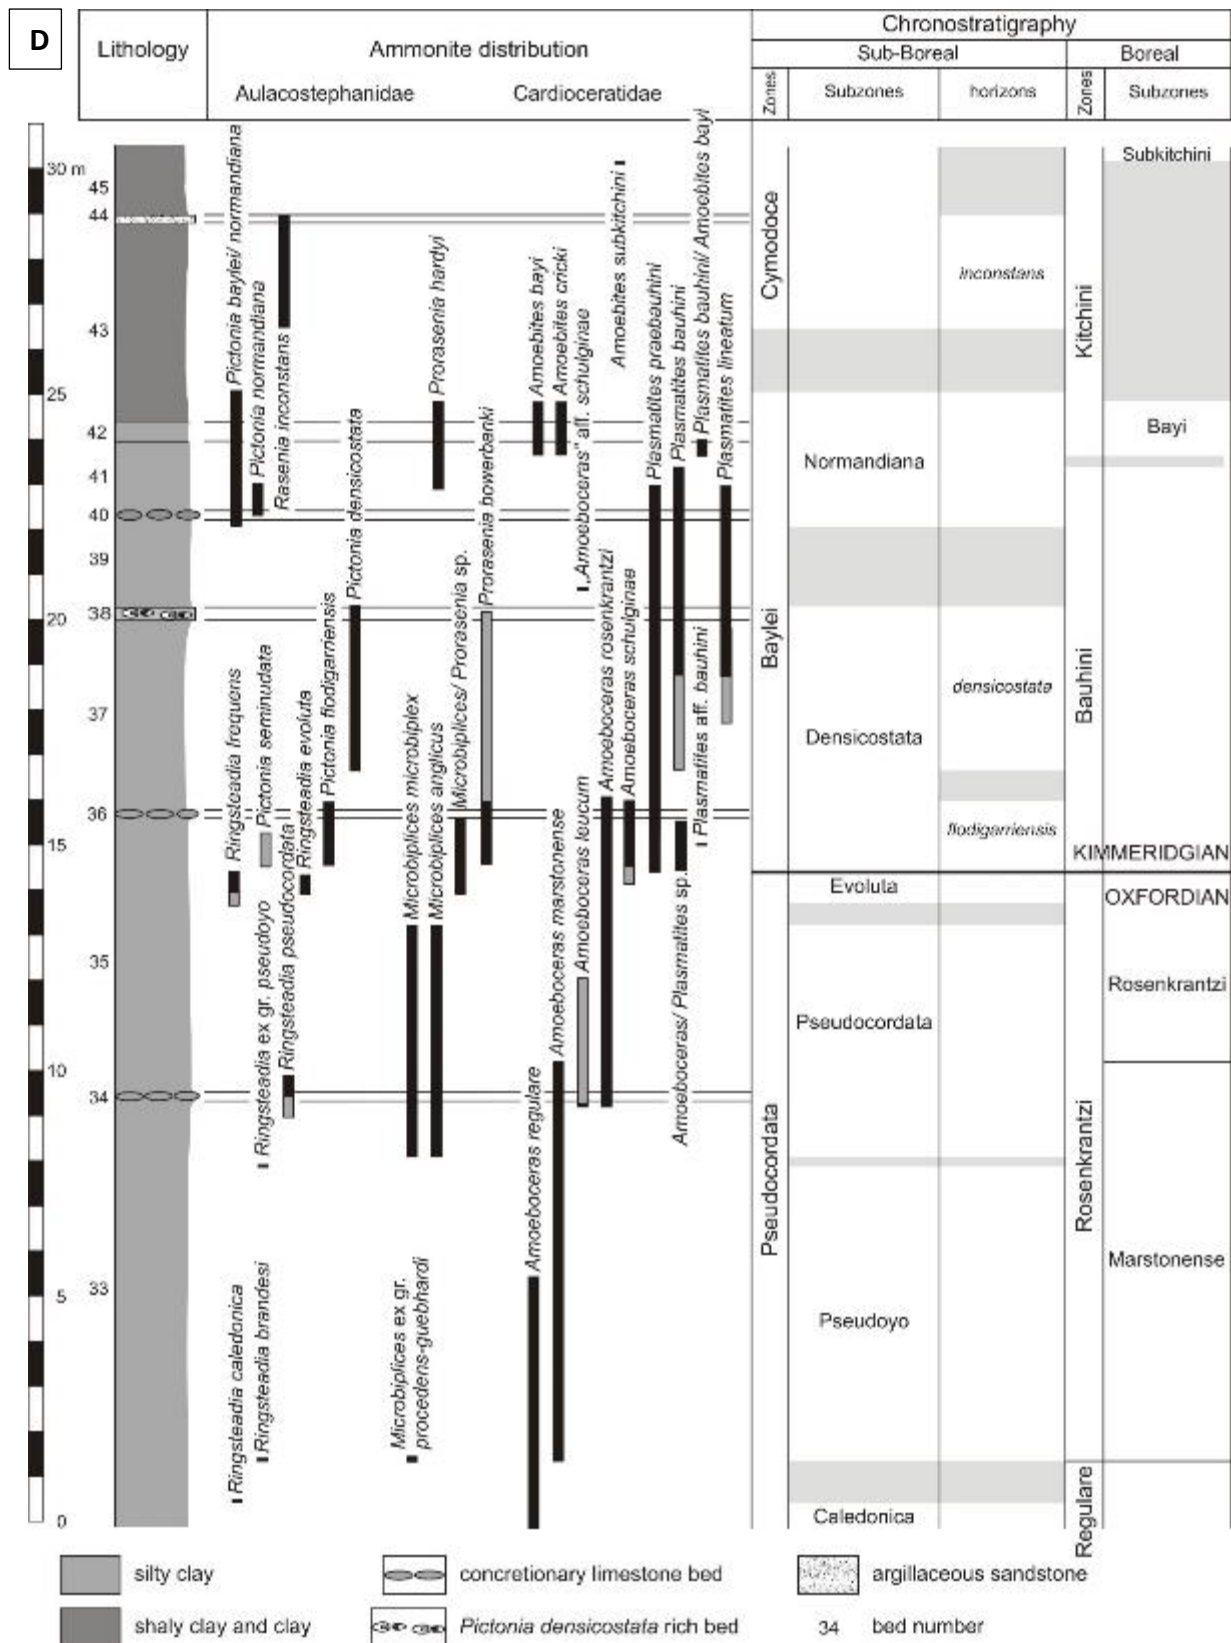 D
Lithology
Ammonite distribution
Aulacostephanidae
Cardioceratidae
Chronostratigraphy
Sub-Boreal
Boreal
Zones
Subzones
horizons
Zones
Subzones
30 m
25
20
15
10
5
0
45
44
43
42
41
40
39
38
37
36
35
34
33
Pictonia baylei/ normandiana
Pictonia normandiana
Rasenia inconstans
Pictonia densicostata
Pictonia flodigarriensis
Ringsteadia frequens
Pictonia seminudata
Ringsteadia evoluta
Ringsteadia ex gr. pseudoyo
Ringsteadia pseudocordata
Ringsteadia caledonica
Ringsteadia brandesi
Prorasenia hardyi
Prorasenia bowerbanki
Microbiplices/ Prorasenia sp.
Microbiplices microbiplex
Microbiplices anglicus
Microbiplices ex gr.
procedens-guebhardi
Amoebites bayi
Amoebites cricki
„Amoeboceras" aff. schulginae
Amoebites subkitchini
Plasmatites praebauhini
Plasmatites bauhini
Plasmatites bauhini/ Amoebites bayi
Plasmatites lineatum
Amoeboceras rosenkrantzi
Amoeboceras schulginae
Plasmatites aff. bauhini
Amoeboceras leucum
Amoeboceras marstonense
Amoeboceras regulare
Amoeboceras/ Plasmatites sp.
Cymodoce
Baylei
Pseudocordata
Normandiana
Densicostata
Evoluta
Pseudocordata
Pseudoyo
Caledonica
inconstans
densicostata
flodigarriensis
Kitchini
Bauhini
Rosenkrantzi
Regulare
Subkitchini
Bayi
KIMMERIDGIAN
OXFORDIAN
Rosenkrantzi
Marstonense
silty clay
concretionary limestone bed
argillaceous sandstone
shaly clay and clay
Pictonia densicostata rich bed
34 bed number